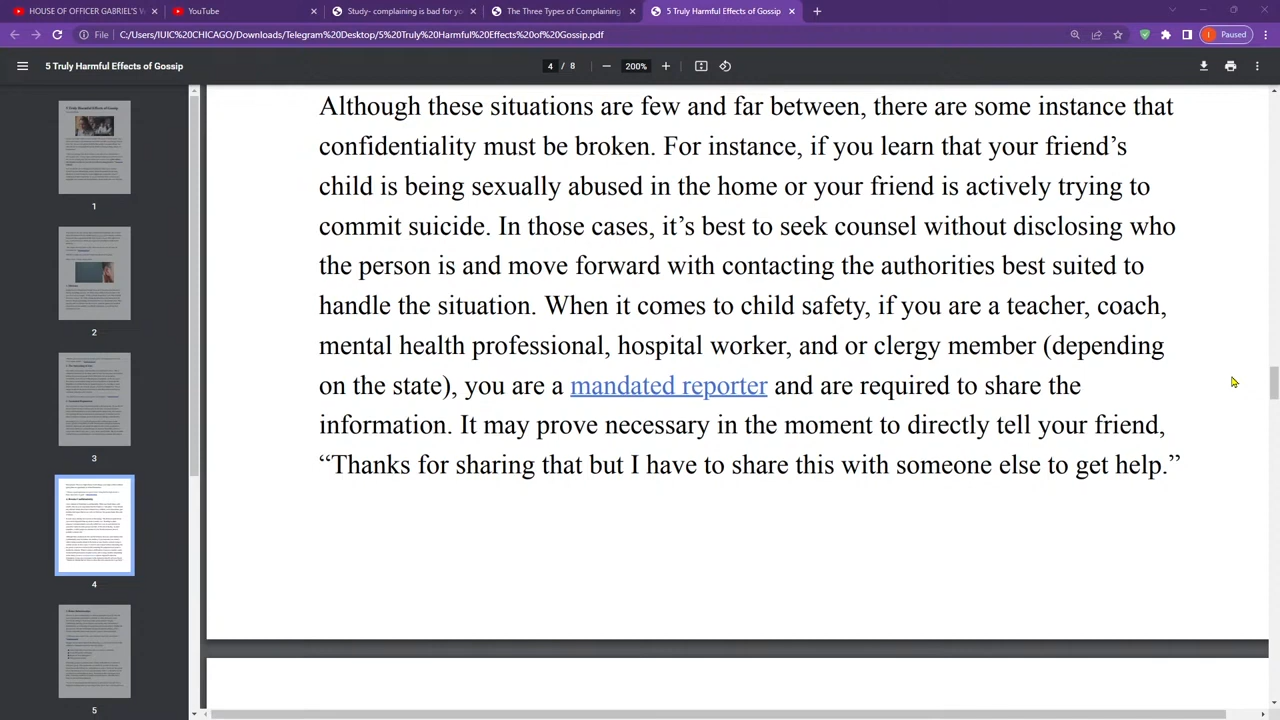 HOUSE OF OFFICER GABRIEL'S V
YouTube
Study- complaining is bad for yo
The Three Types of Complaining
5 Truly Harmful Effects of Gossip
File
C:/Users/IUIC%20CHICAGO/Downloads/Telegram%20Desktop/5%20Truly%20Harmful%20Effects%20of%20Gossip.pdf
I Paused
5 Truly Harmful Effects of Gossip
4 / 8
200%
Although these situations are few and far between, there are some instance that
confidentiality must be broken. For instance, if you learn that your friend’s
child is being sexually abused in the home or your friend is actively trying to
commit suicide. In those cases, it’s best to seek counsel without disclosing who
the person is and move forward with contacting the authorities best suited to
handle the situation. When it comes to child safety, if you are a teacher, coach,
mental health professional, hospital worker, and or clergy member (depending
on the state), you are a mandated reporter and are required to share the
information. It may prove necessary in the moment to directly tell your friend,
“Thanks for sharing that but I have to share this with someone else to get help.”
1
2
3
4
5